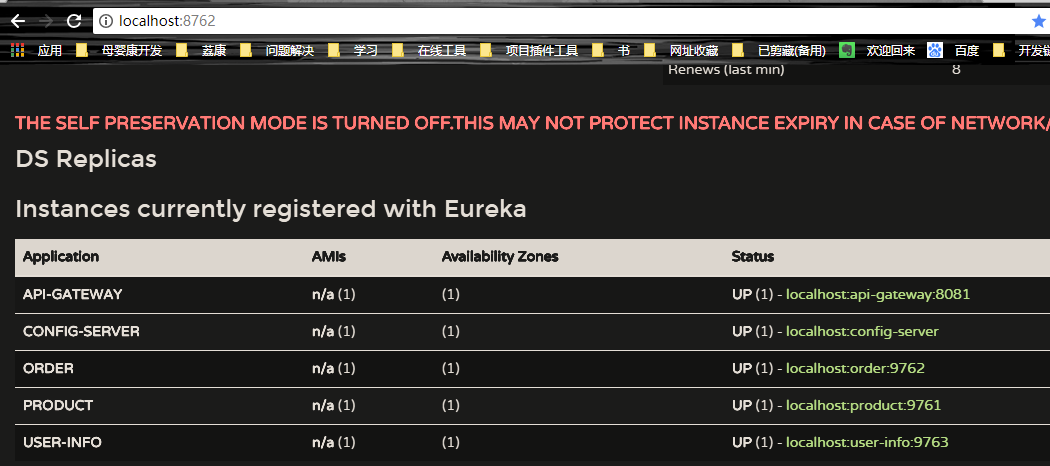 localhost:8762
应用 母婴康开发 荔康 问题解决 学习 在线工具 项目插件工具 书 网址收藏 已剪藏(备用) 欢迎回来 百度 开发链
Renews (last min) 8
THE SELF PRESERVATION MODE IS TURNED OFF.THIS MAY NOT PROTECT INSTANCE EXPIRY IN CASE OF NETWORK/
DS Replicas
Instances currently registered with Eureka
Application AMIs Availability Zones Status
API-GATEWAY n/a (1) (1) UP (1) - localhost:api-gateway:8081
CONFIG-SERVER n/a (1) (1) UP (1) - localhost:config-server
ORDER n/a (1) (1) UP (1) - localhost:order:9762
PRODUCT n/a (1) (1) UP (1) - localhost:product:9761
USER-INFO n/a (1) (1) UP (1) - localhost:user-info:9763